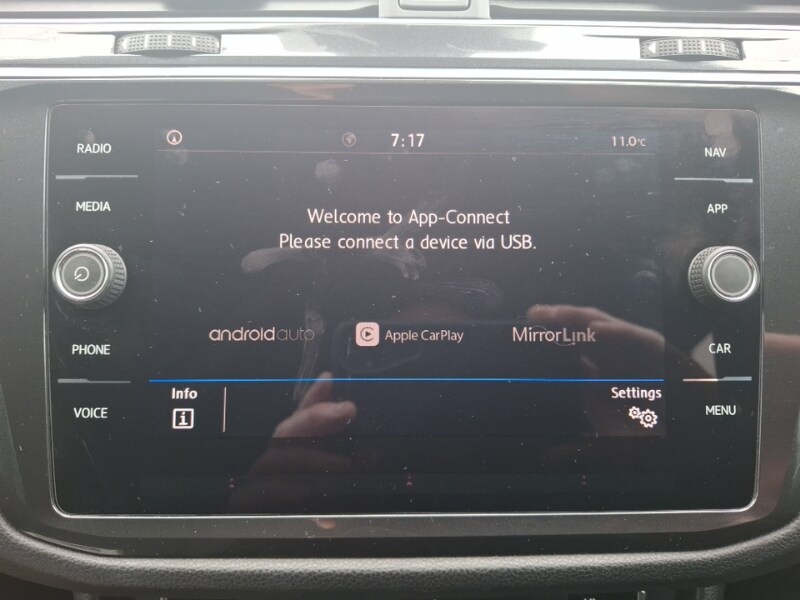 RADIO
MEDIA
PHONE
VOICE
7:17
11.0°C
Welcome to App-Connect
Please connect a device via USB.
androidauto
Apple CarPlay
MirrorLink
Info
i
Settings
NAV
APP
CAR
MENU